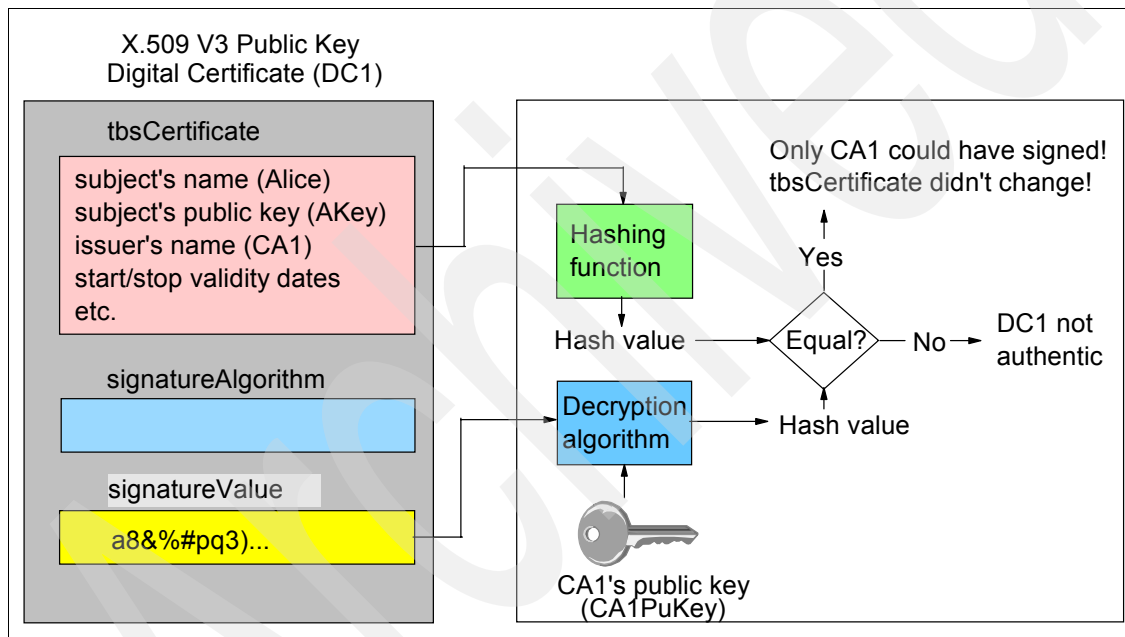 X.509 V3 Public Key
Digital Certificate (DC1)
tbsCertificate
subject's name (Alice)
subject's public key (AKey)
issuer's name (CA1)
start/stop validity dates
etc.
signatureAlgorithm
signatureValue
a8&%#pq3)...
Hashing
function
Hash value
Decryption
algorithm
Hash value
CA1's public key
(CA1PuKey)
Equal?
Yes
Only CA1 could have signed!
tbsCertificate didn't change!
No
DC1 not
authentic
Archived